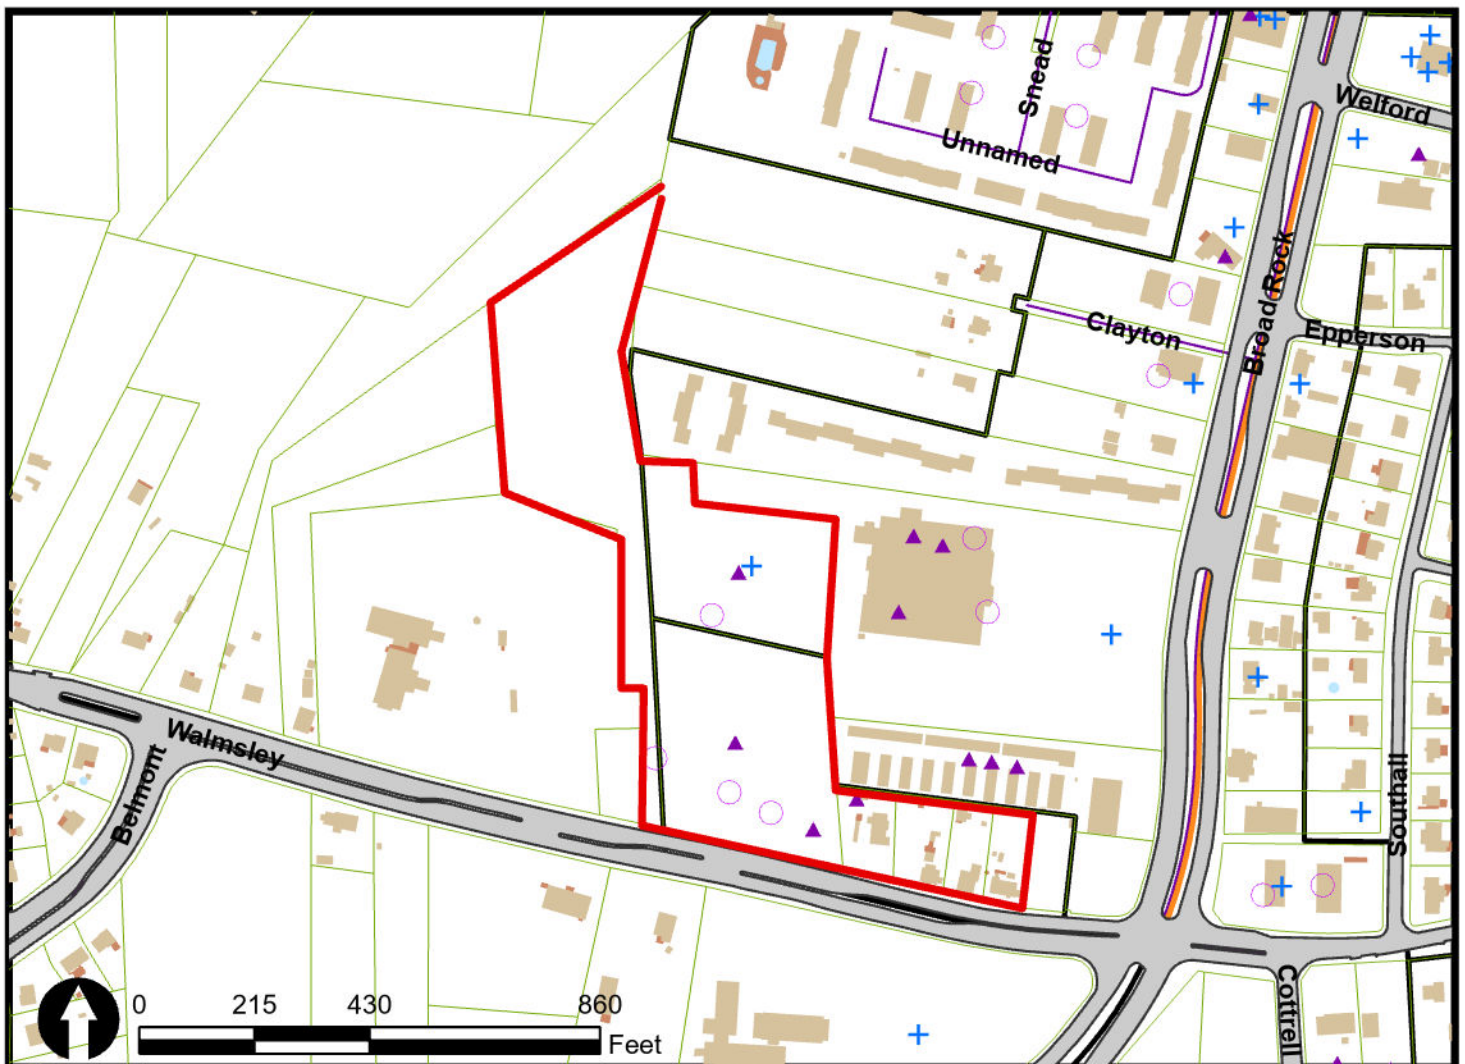 Snead
Welford
Unnamed
Broad Rock
Clayton
Epperson
Walmsley
Belmont
Southall
Cottrell
0 215 430 860
Feet